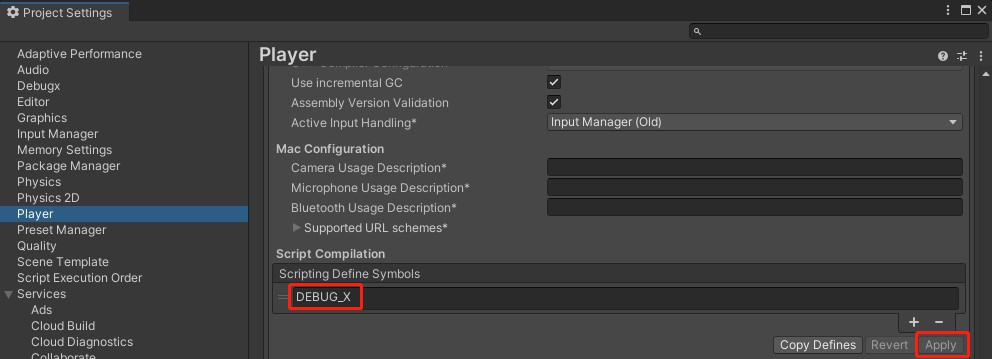 Project Settings
Adaptive Performance
Audio
Debugx
Editor
Graphics
Input Manager
Memory Settings
Package Manager
Physics
Physics 2D
Player
Preset Manager
Quality
Scene Template
Script Execution Order
Services
Ads
Cloud Build
Cloud Diagnostics
Collaborate
Player
Use incremental GC
Assembly Version Validation
Active Input Handling* Input Manager (Old)
Mac Configuration
Camera Usage Description*
Microphone Usage Description*
Bluetooth Usage Description*
Supported URL schemes*
Script Compilation
Scripting Define Symbols
DEBUG_X
Copy Defines Revert Apply